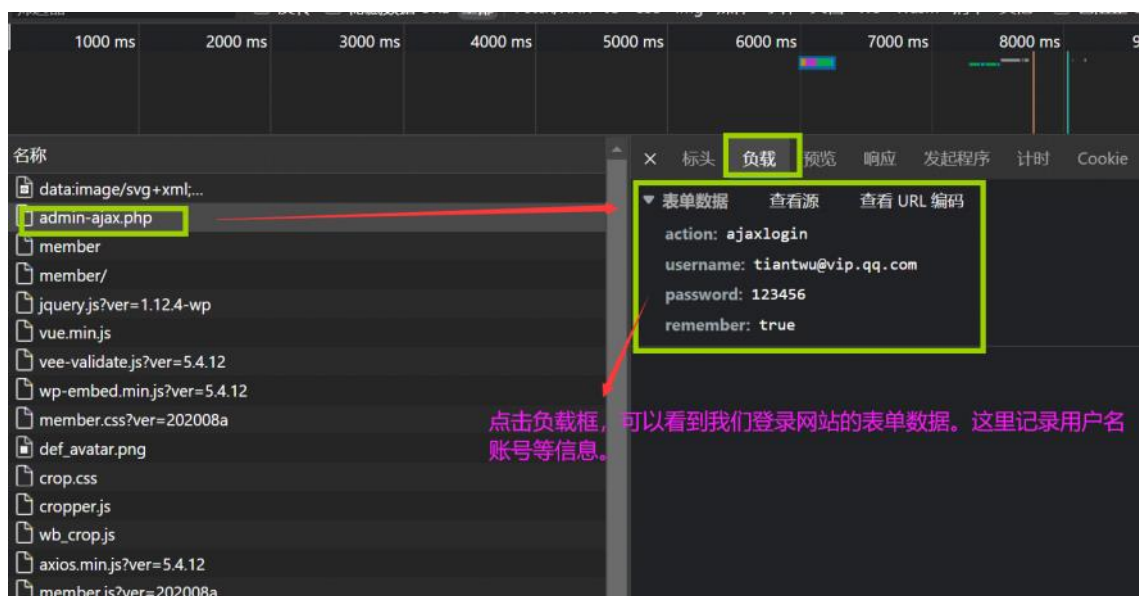 1000 ms 2000 ms 3000 ms 4000 ms 5000 ms 6000 ms 7000 ms 8000 ms 9
名称
× 标头 负载 预览 响应 发起程序 计时 Cookie
data:image/svg+xml;...
▼ 表单数据 查看源 查看 URL 编码
admin-ajax.php
action: ajaxlogin
member
username: tiantwu@vip.qq.com
member/
password: 123456
jquery.js?ver=1.12.4-wp
remember: true
vue.min.js
vee-validate.js?ver=5.4.12
wp-embed.min.js?ver=5.4.12
member.css?ver=202008a
点击负载框，可以看到我们登录网站的表单数据。这里记录用户名
账号等信息。
def_avatar.png
crop.css
cropper.js
wb_crop.js
axios.min.js?ver=5.4.12
member.js?ver=202008a